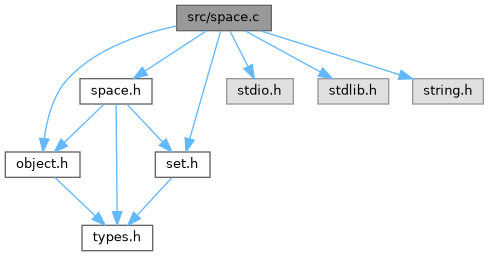 src/space.c
space.h
stdio.h
stdlib.h
string.h
object.h
set.h
types.h